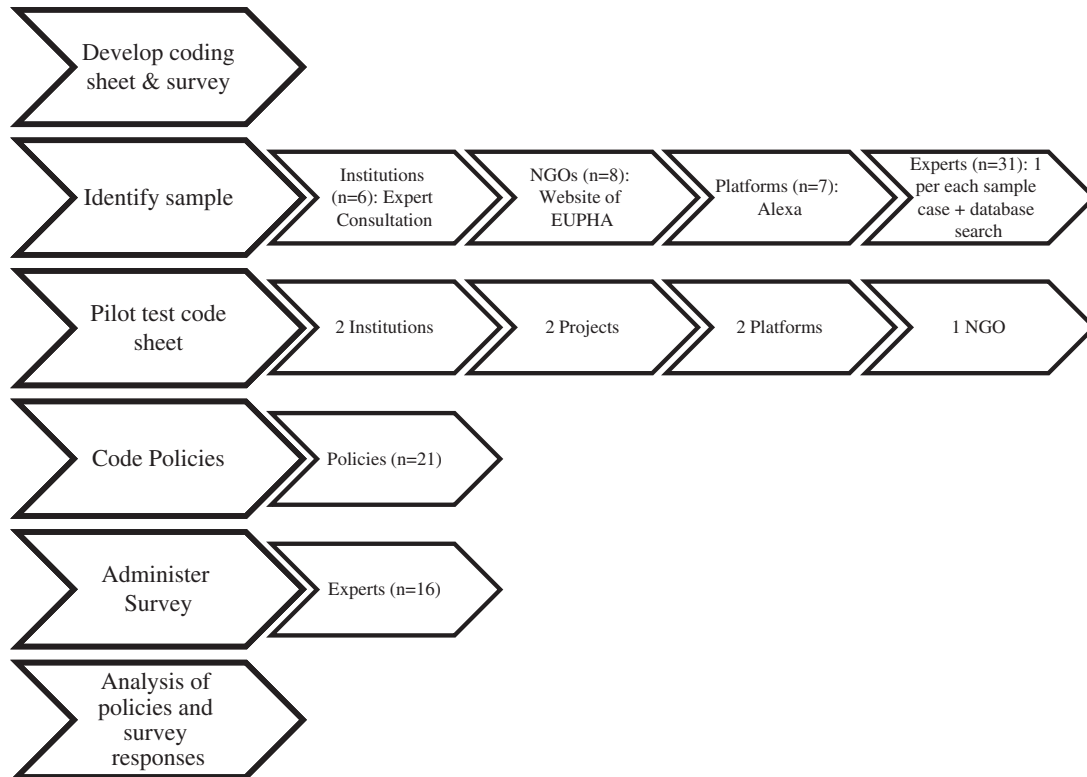 Develop coding
sheet & survey
Identify sample
Institutions
(n=6): Expert
Consultation
NGOs (n=8):
Website of
EUPHA
Platforms (n=7):
Alexa
Experts (n=31): 1
per each sample
case + database
search
Pilot test code
sheet
2 Institutions
2 Projects
2 Platforms
1 NGO
Code Policies
Policies (n=21)
Administer
Survey
Experts (n=16)
Analysis of
policies and
survey
responses